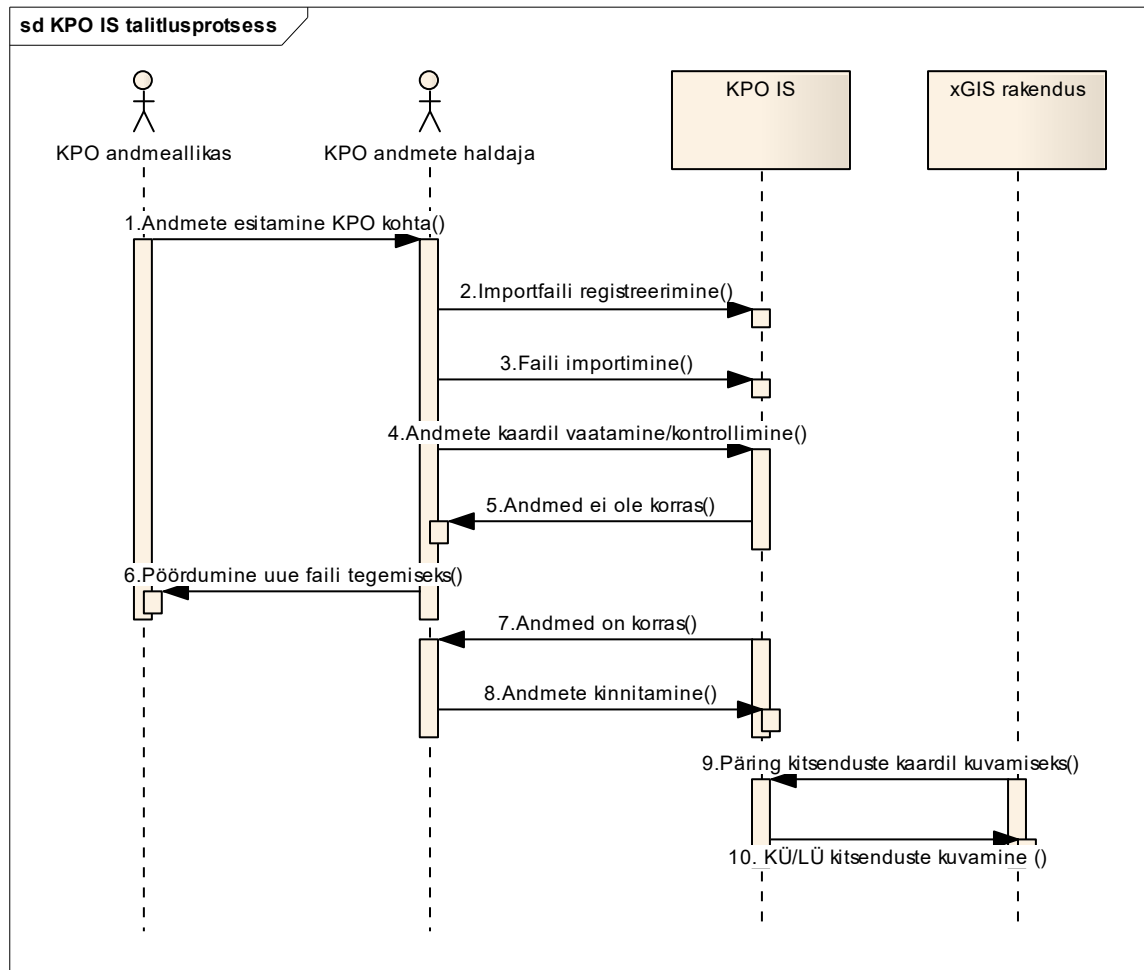 sd KPO IS talitlusprotsess
KPO andmeallikas
KPO andmete haldaja
KPO IS
xGIS rakendus
1.Andmete esitamine KPO kohta()
2.Importfaili registreerimine()
3.Faili importimine()
4.Andmete kaardil vaatamine/kontrollimine()
5.Andmed ei ole korras()
6.Pöördumine uue faili tegemiseks()
7.Andmed on korras()
8.Andmete kinnitamine()
9.Päring kitsenduste kaardil kuvamiseks()
10. KÜ/LÜ kitsenduste kuvamine ()